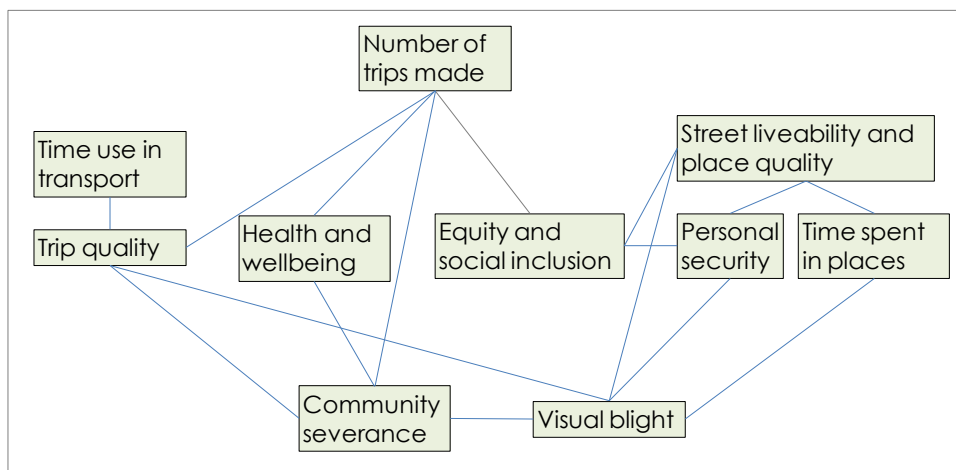 Number of
trips made
Time use in
transport
Street liveability and
place quality
Trip quality
Health and
wellbeing
Equity and
social inclusion
Personal
security
Time spent
in places
Community
severance
Visual blight